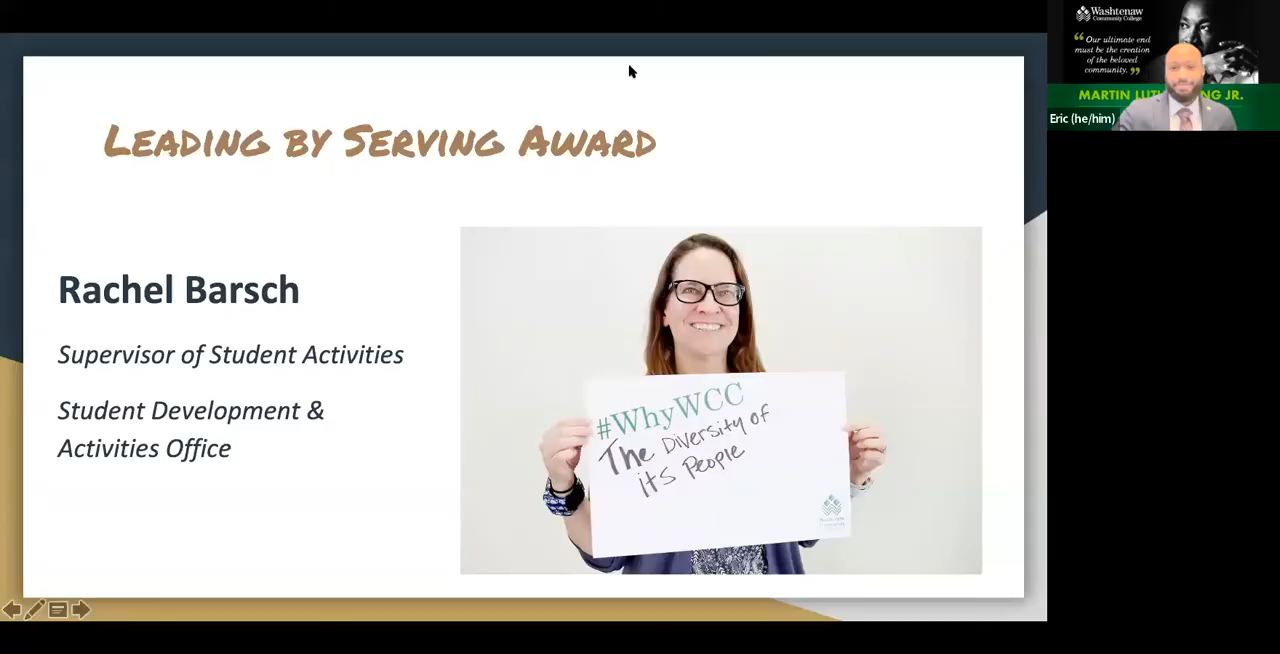 Leading by Serving Award
Rachel Barsch
Supervisor of Student Activities
Student Development &
Activities Office
#WhyWCC
The Diversity of
its People
Washtenaw
Community College
“Our ultimate end
must be the creation
of the beloved
community.”
MARTIN LUTH NG JR.
Eric (he/him)